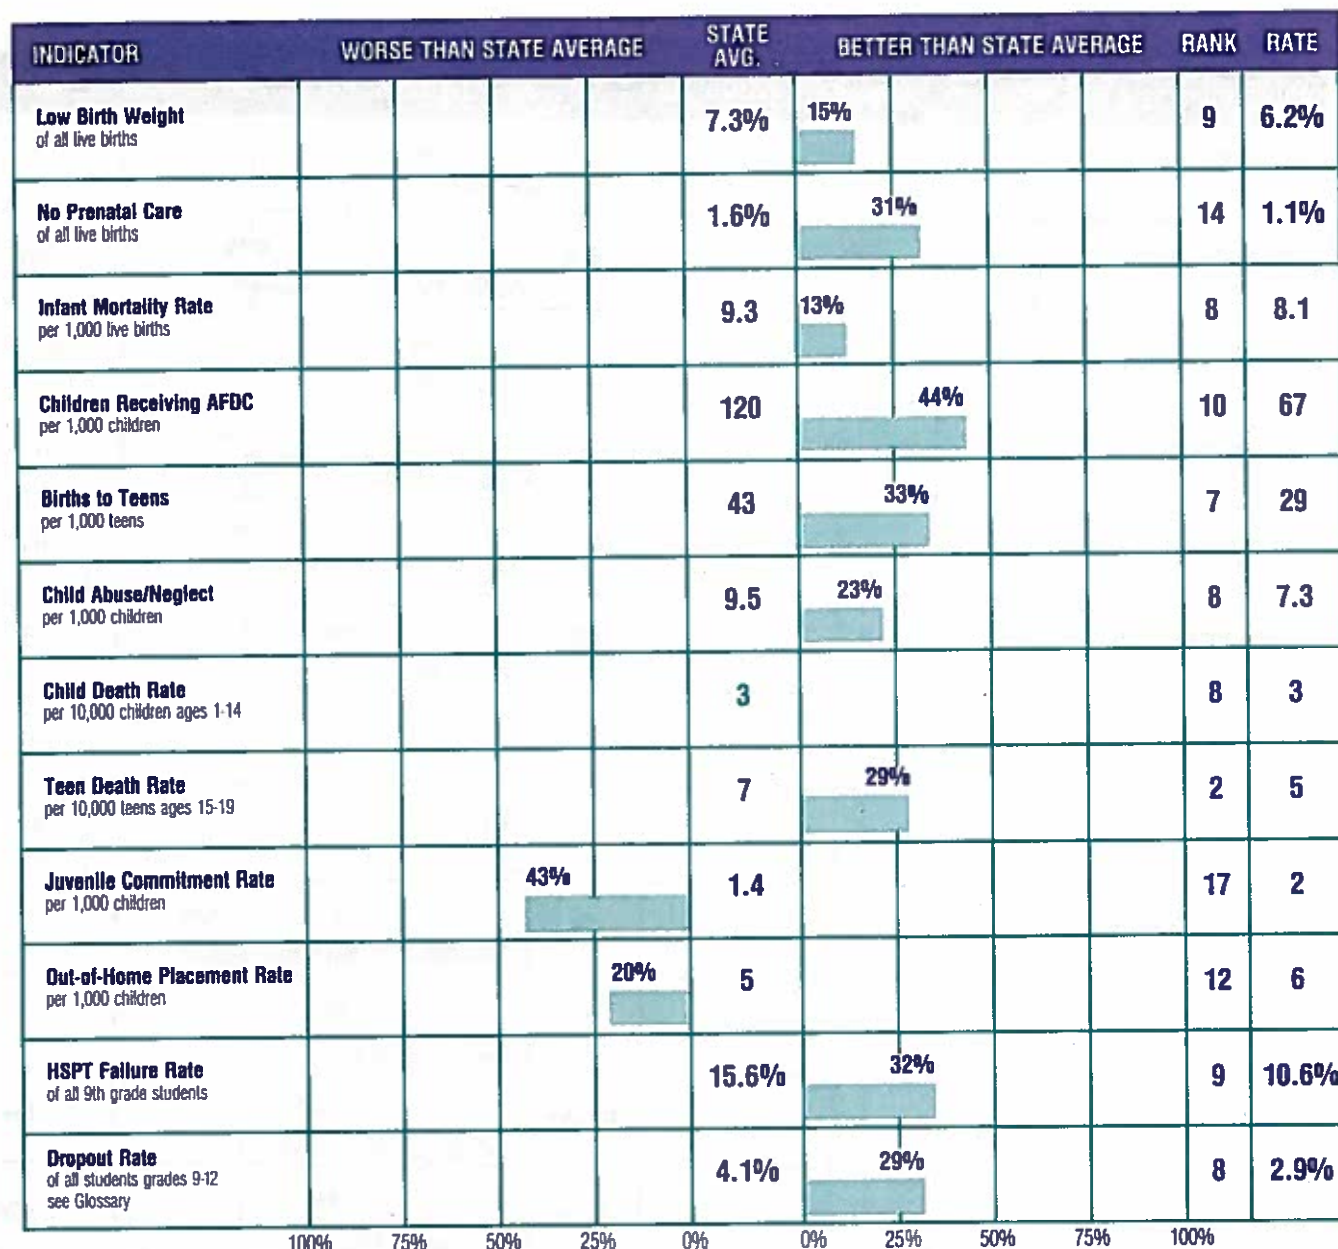 INDICATOR WORSE THAN STATE AVERAGE STATE AVG. BETTER THAN STATE AVERAGE RANK RATE
Low Birth Weight 7.3% 15% 9 6.2%
of all live births
No Prenatal Care 1.6% 31% 14 1.1%
of all live births
Infant Mortality Rate 9.3 13% 8 8.1
per 1,000 live births
Children Receiving AFDC 120 44% 10 67
per 1,000 children
Births to Teens 43 33% 7 29
per 1,000 teens
Child Abuse/Neglect 9.5 23% 8 7.3
per 1,000 children
Child Death Rate 3 8 3
per 10,000 children ages 1-14
Teen Death Rate 7 29% 2 5
per 10,000 teens ages 15-19
Juvenile Commitment Rate 43% 1.4 17 2
per 1,000 children
Out-of-Home Placement Rate 20% 5 12 6
per 1,000 children
HSPT Failure Rate 15.6% 32% 9 10.6%
of all 9th grade students
Dropout Rate 4.1% 29% 8 2.9%
of all students grades 9-12
see Glossary
100% 75% 50% 25% 0% 0% 25% 50% 75% 100%